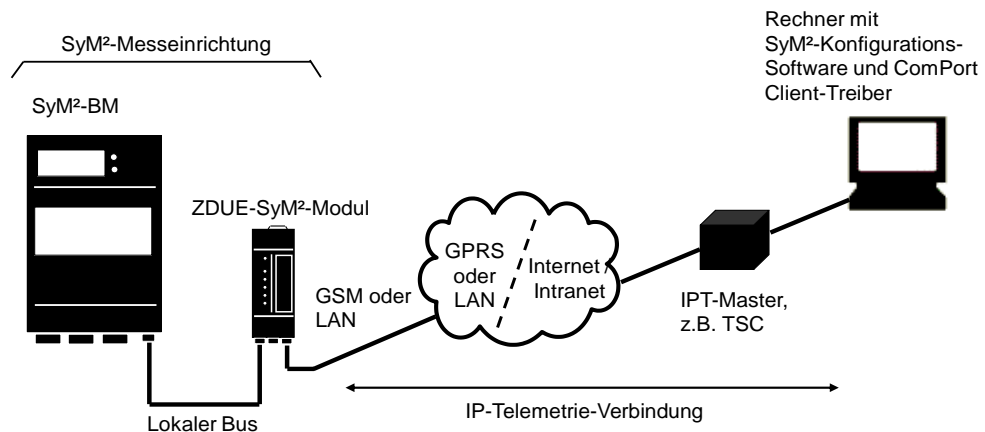 SyM²-Messeinrichtung
SyM²-BM
ZDUE-SyM²-Modul
GSM oder
LAN
Lokaler Bus
GPRS
oder
LAN
Internet /
Intranet
IP-Telemetrie-Verbindung
IPT-Master,
z.B. TSC
Rechner mit
SyM²-Konfigurations-
Software und ComPort
Client-Treiber